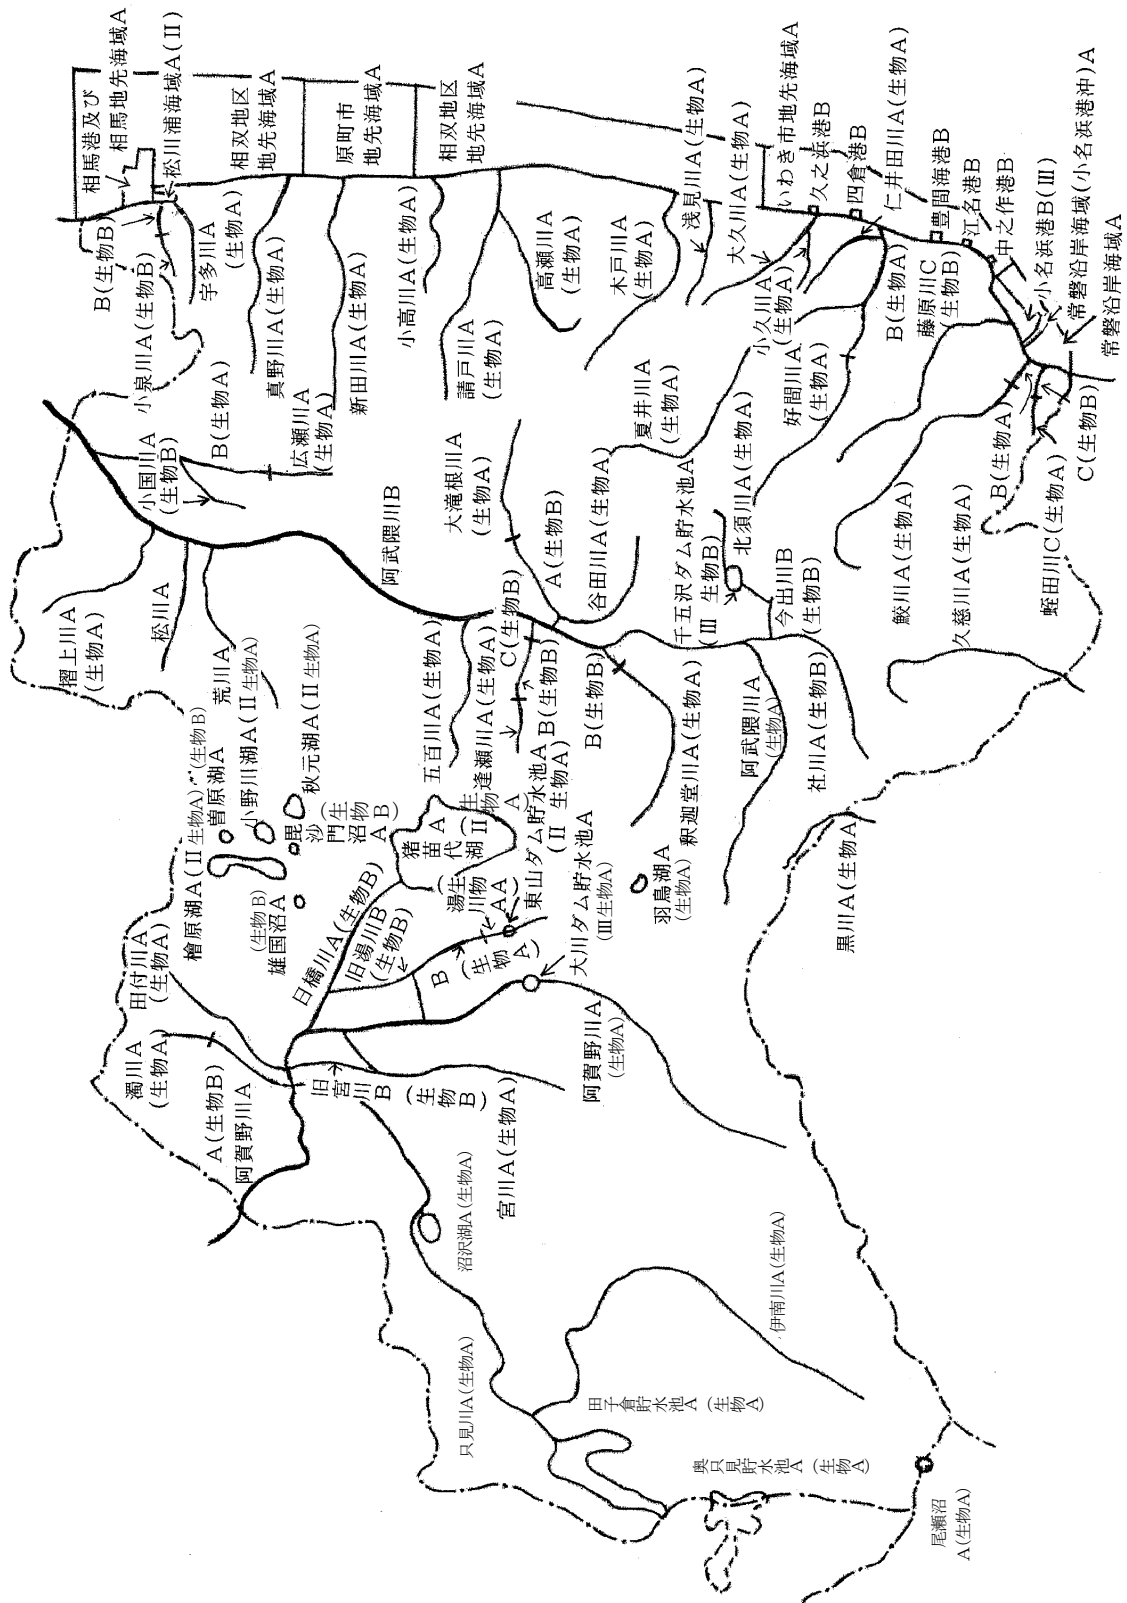 相馬港及び
相馬地先海域A
松川浦海域A(Ⅱ)
相双地区
地先海域A
原町市
地先海域A
相双地区
地先海域A
浅見川A(生物A)
大久川A(生物A)
いわき市地先海域A
久之浜港B
四倉港B
仁井田川A(生物A)
豊間海港B
江名港B
中之作港B
小名浜港B(Ⅲ)
常磐沿岸海域(小名浜港沖)A
常磐沿岸海域A
B(生物B)
小泉川A(生物B)
宇多川A
(生物A)
真野川A(生物A)
新田川A(生物A)
小高川A(生物A)
請戸川A
(生物A)
高瀬川A
(生物A)
木戸川A
(生物A)
小久川A
(生物A)
好間川A
(生物A)
B(生物A)
藤原川C
(生物B)
夏井川A
(生物A)
B(生物A)
C(生物B)
蛭田川C(生物A)
鮫川A(生物A)
久慈川A(生物A)
小国川A
(生物B)
B(生物A)
広瀬川A
(生物A)
阿武隈川B
大滝根川A
(生物A)
A(生物B)
谷田川A(生物A)
千五沢ダム貯水池A
(Ⅲ 生物B)
北須川A(生物A)
今出川B
(生物B)
摺上川A
(生物A)
松川A
荒川A
(生物A)
五百川A(生物A)
逢瀬川A(生物A)
C(生物B)
B(生物B)
B(生物B)
釈迦堂川A(生物A)
阿武隈川A
(生物A)
社川A(生物B)
黒川A(生物A)
羽鳥湖A
(生物A)
檜原湖A(Ⅱ生物A)
曽原湖A
(生物B)
小野川湖A(Ⅱ生物A)
秋元湖A(Ⅱ生物A)
毘沙門沼A
(生物B)
雄国沼A
(生物B)
猪苗代湖A
(Ⅱ生物A)
日橋川A(生物B)
旧湯川B
(生物B)
湯川AA
(生物A)
B(生物A)
東山ダム貯水池A
(Ⅱ 生物A)
大川ダム貯水池A
(Ⅲ生物A)
田付川A
(生物A)
濁川A
(生物A)
A(生物B)
阿賀野川A
旧宮川B
(生物B)
宮川A(生物A)
阿賀野川A
(生物A)
沼沢湖A(生物A)
只見川A(生物A)
伊南川A(生物A)
田子倉貯水池A
(生物A)
奥只見貯水池A
(生物A)
尾瀬沼
A(生物A)